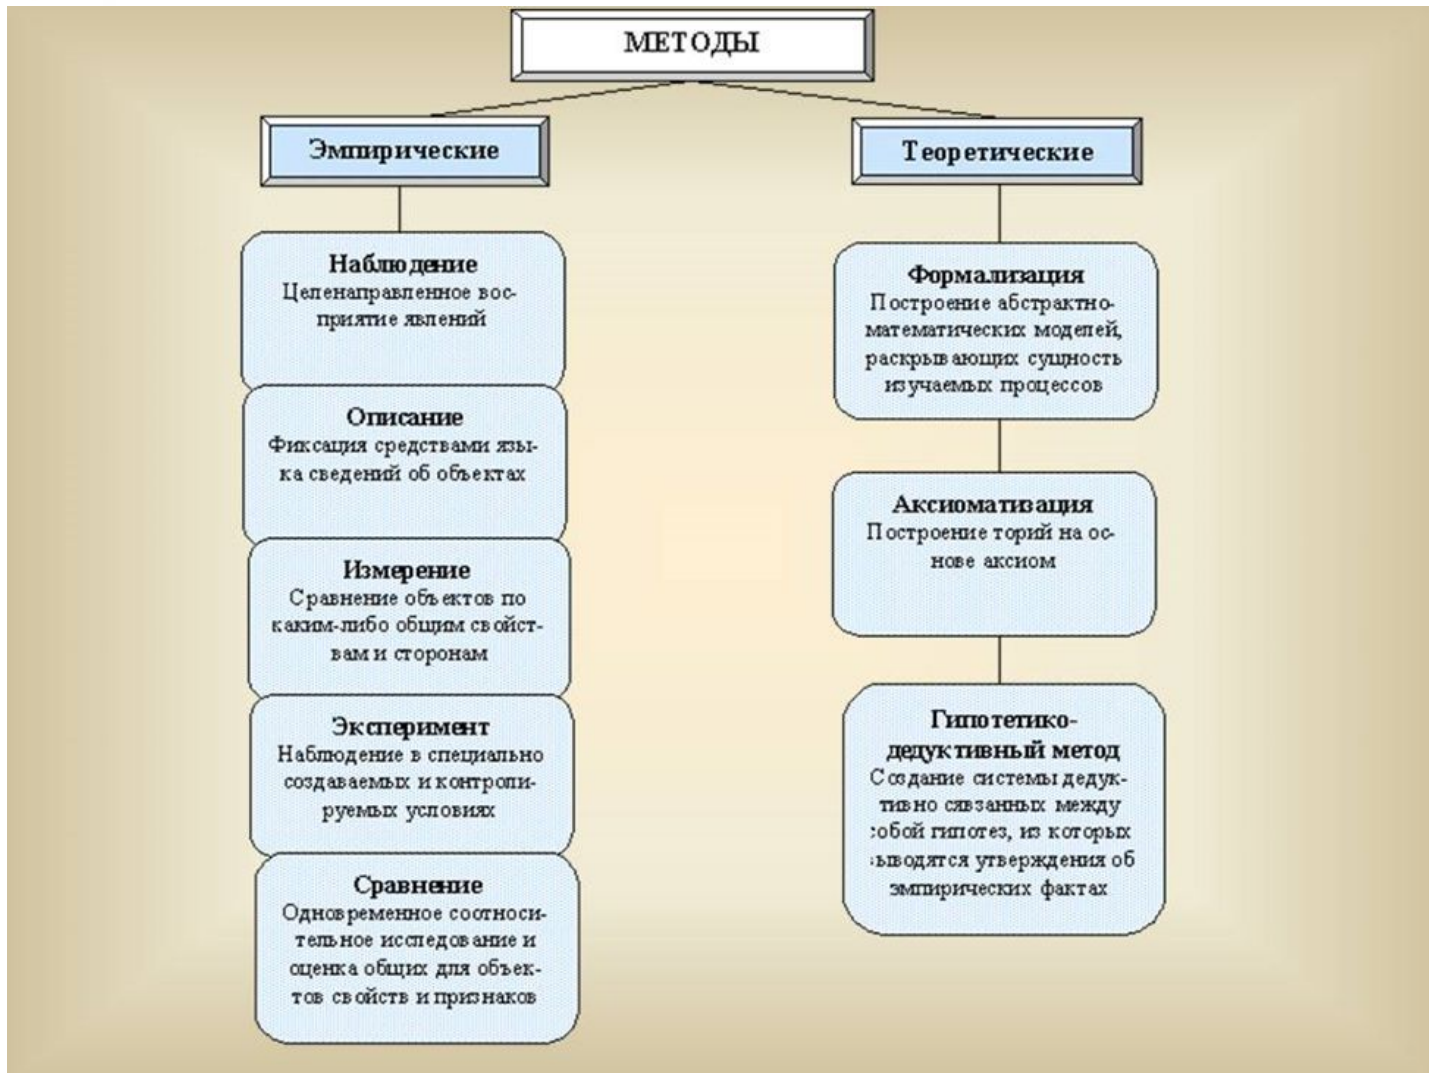 МЕТОДЫ
Эмпирические
Наблюдение
Целенаправленное вос-
приятие явлений
Описание
Фиксация средствами язы-
ка сведений об объектах
Измерение
Сравнение объектов по
каким-либо общим свойст-
вам и сторонам
Эксперимент
Наблюдение в специально
создаваемых и контроли-
руемых условиях
Сравнение
Одновременное соотноси-
тельное исследование и
оценка общих для объек-
тов свойств и признаков
Теоретические
Формализация
Построение абстрактно-
математических моделей,
раскрывающих сущность
изучаемых процессов
Аксиоматизация
Построение торий на ос-
нове аксиом
Гипотетико-
дедуктивный метод
Создание системы дедук-
тивно сявзанных между
собой гипотез, из которых
выводятся утверждения об
эмпирических фактах